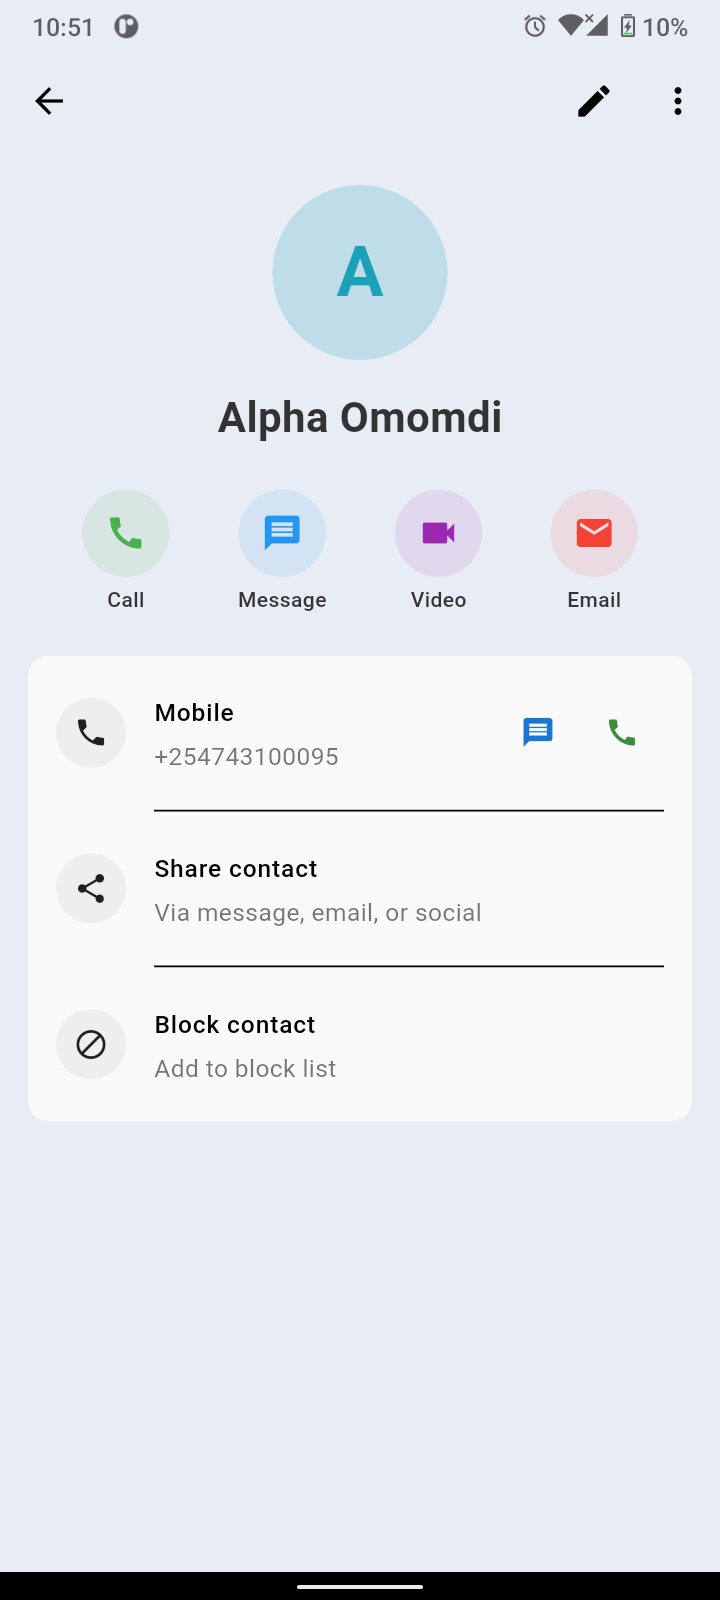 10:51
10%
A
Alpha Omomdi
Call
Message
Video
Email
Mobile
+254743100095
Share contact
Via message, email, or social
Block contact
Add to block list